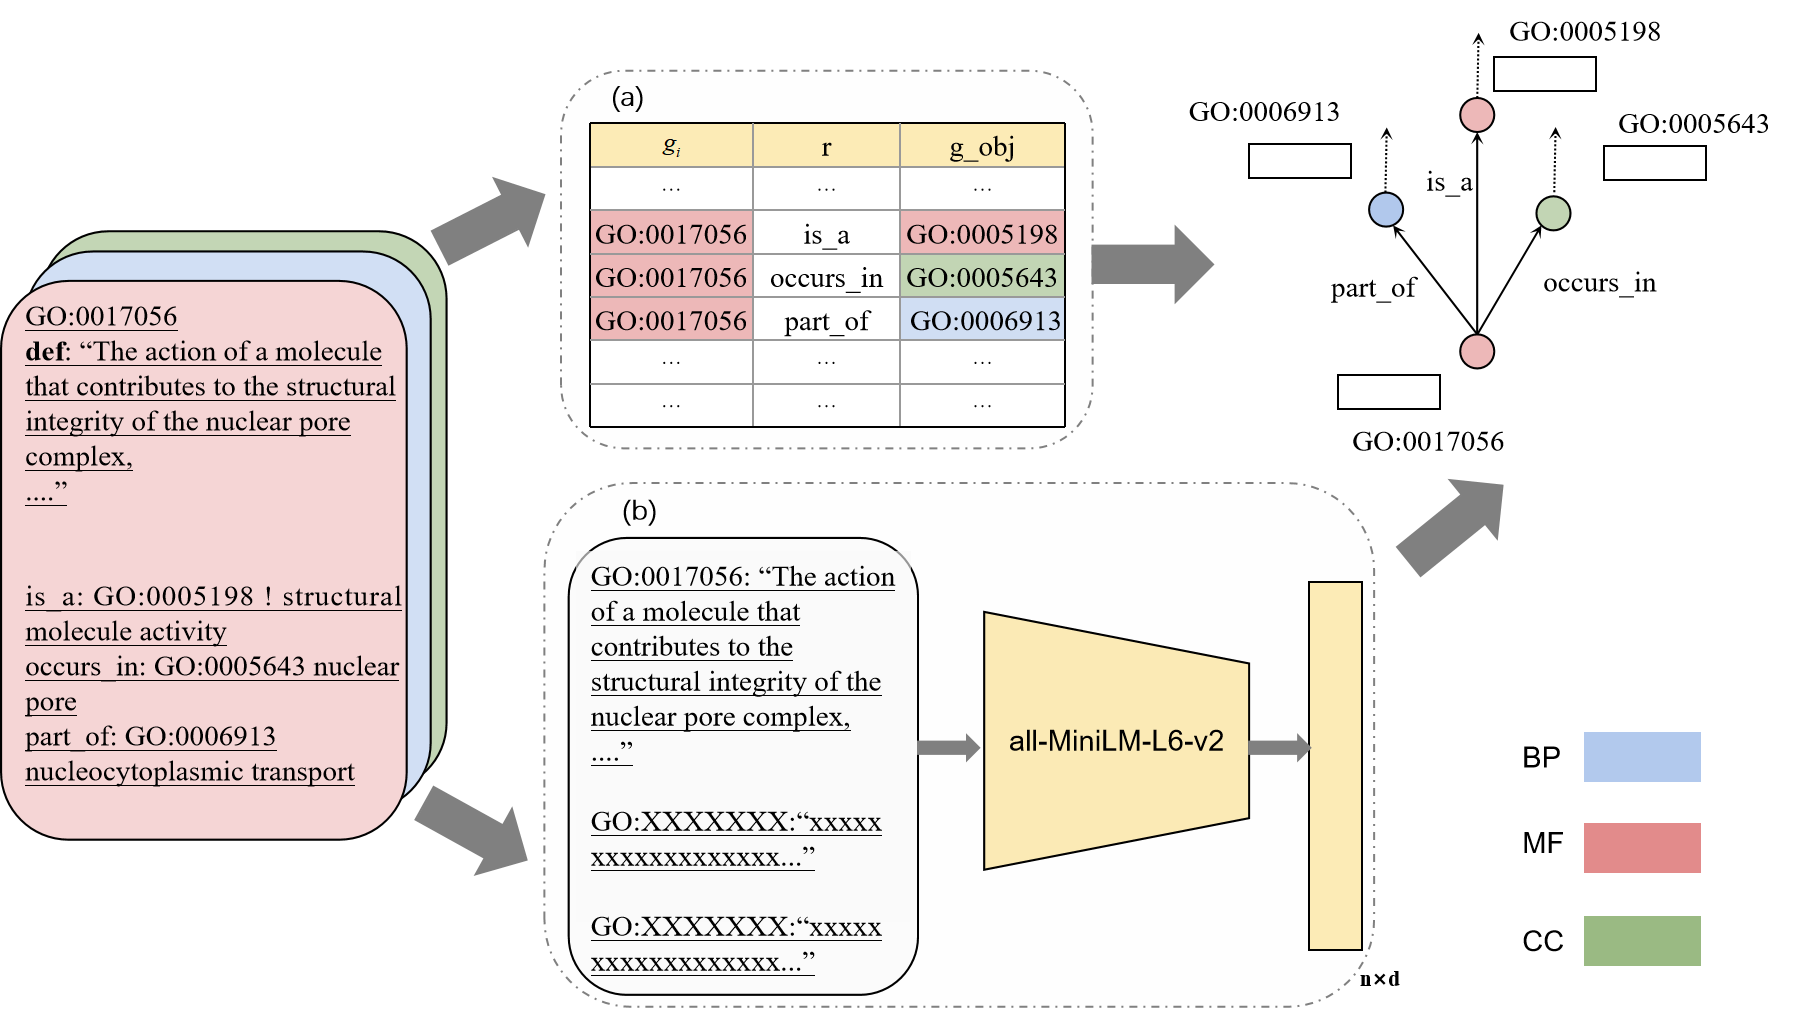 GO:0017056
def: “The action of a molecule
that contributes to the structural
integrity of the nuclear pore
complex,
....”
is_a: GO:0005198 ! structural
molecule activity
occurs_in: GO:0005643 nuclear
pore
part_of: GO:0006913
nucleocytoplasmic transport
(a)
gi r g_obj
... ... ...
GO:0017056 is_a GO:0005198
GO:0017056 occurs_in GO:0005643
GO:0017056 part_of GO:0006913
... ... ...
... ... ...
(b)
GO:0017056: “The action
of a molecule that
contributes to the
structural integrity of the
nuclear pore complex,
....”
GO:XXXXXXX:“xxxxx
xxxxxxxxxxxxx...”
GO:XXXXXXX:“xxxxx
xxxxxxxxxxxxx...”
all-MiniLM-L6-v2
n×d
GO:0005198
GO:0006913
GO:0005643
is_a
part_of
occurs_in
GO:0017056
BP
MF
CC